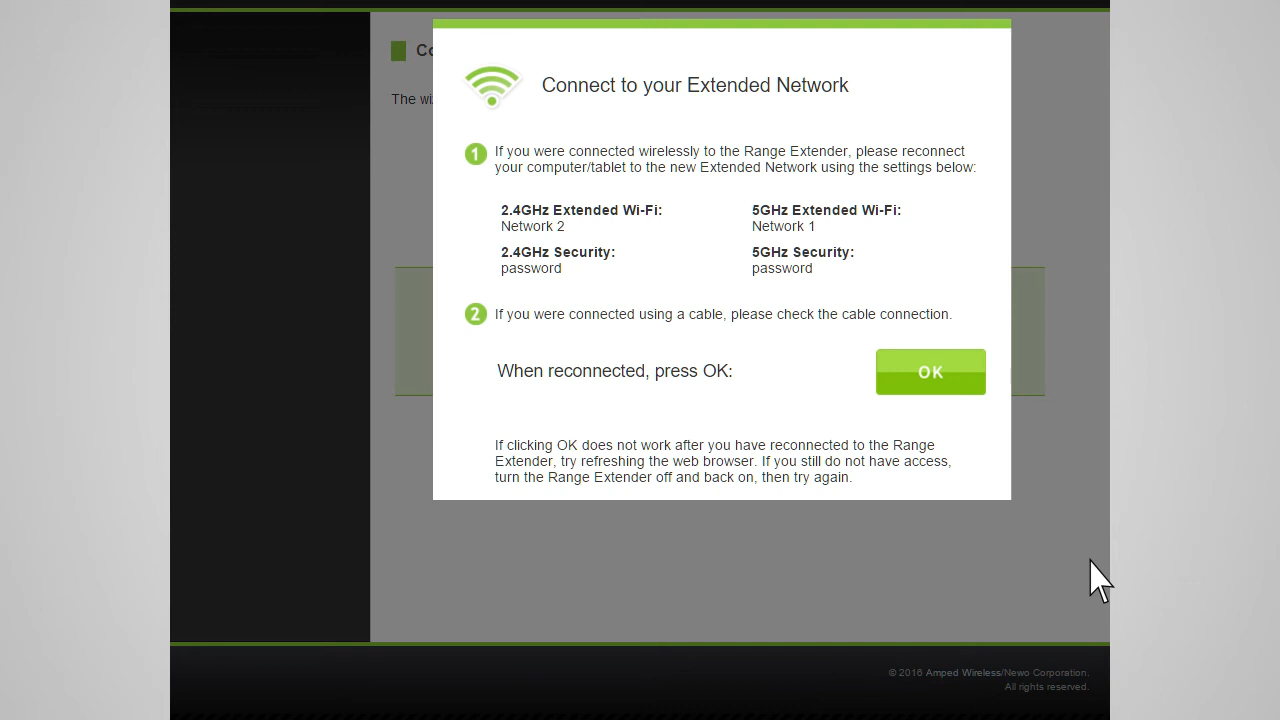 Co
The wi
Connect to your Extended Network
1 If you were connected wirelessly to the Range Extender, please reconnect
your computer/tablet to the new Extended Network using the settings below:
2.4GHz Extended Wi-Fi:
Network 2
2.4GHz Security:
password
5GHz Extended Wi-Fi:
Network 1
5GHz Security:
password
2 If you were connected using a cable, please check the cable connection.
When reconnected, press OK:
OK
If clicking OK does not work after you have reconnected to the Range
Extender, try refreshing the web browser. If you still do not have access,
turn the Range Extender off and back on, then try again.
© 2016 Amped Wireless/Newo Corporation.
All rights reserved.